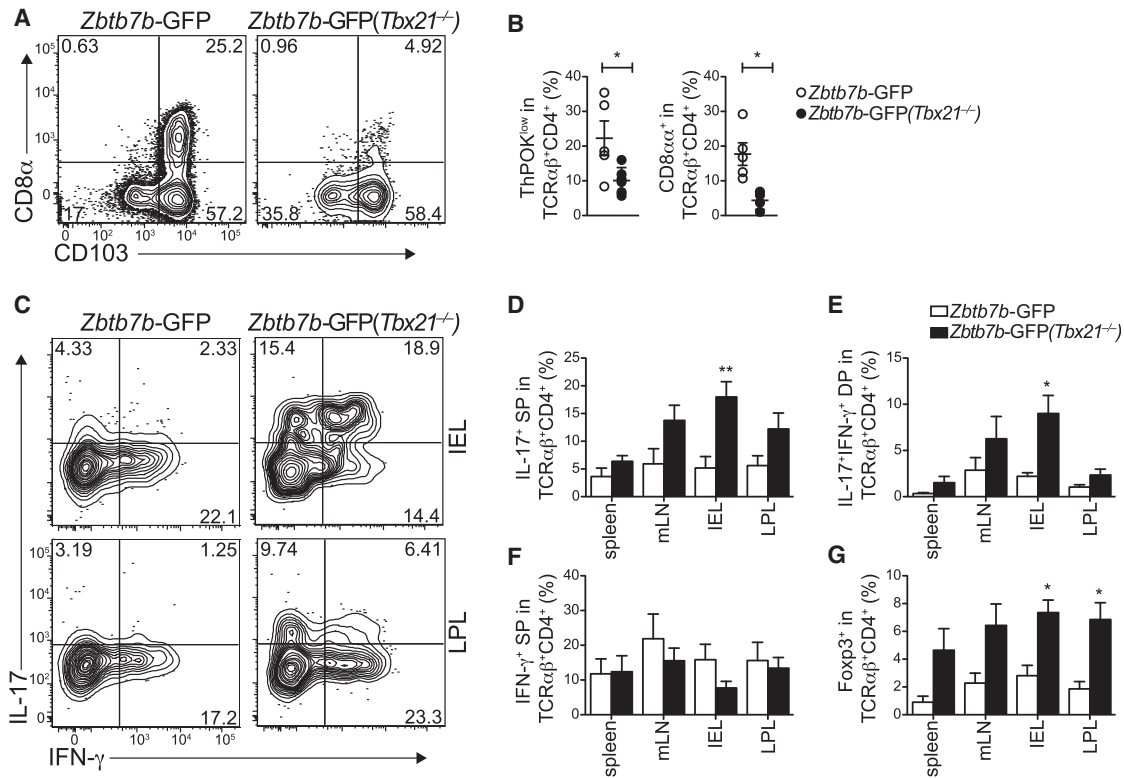 A
Zbtb7b-GFP
Zbtb7b-GFP(Tbx21–/–)
0.63
25.2
0.96
4.92
10⁵
10⁴
10³
0
17
57.2
35.8
58.4
0 10² 10³ 10⁴ 10⁵
CD8α
CD103
B
*
*
40
30
20
10
0
ThPOKlow in
TCRαβ+CD4+ (%)
40
30
20
10
0
CD8αα+ in
TCRαβ+CD4+ (%)
Zbtb7b-GFP
Zbtb7b-GFP(Tbx21–/–)
C
Zbtb7b-GFP
Zbtb7b-GFP(Tbx21–/–)
4.33
2.33
15.4
18.9
22.1
14.4
IEL
3.19
1.25
9.74
6.41
10⁵
10⁴
10³
10²
0
17.2
23.3
LPL
0 10³ 10⁴ 10⁵
IL-17
IFN-γ
D
IL-17+ SP in
TCRαβ+CD4+ (%)
25
20
15
10
5
0
**
spleen
mLN
IEL
LPL
E
Zbtb7b-GFP
Zbtb7b-GFP(Tbx21–/–)
IL-17+IFN-γ+ DP in
TCRαβ+CD4+ (%)
15
10
5
0
*
spleen
mLN
IEL
LPL
F
IFN-γ+ SP in
TCRαβ+CD4+ (%)
40
30
20
10
0
spleen
mLN
IEL
LPL
G
Foxp3+ in
TCRαβ+CD4+ (%)
10
8
6
4
2
0
*
*
spleen
mLN
IEL
LPL